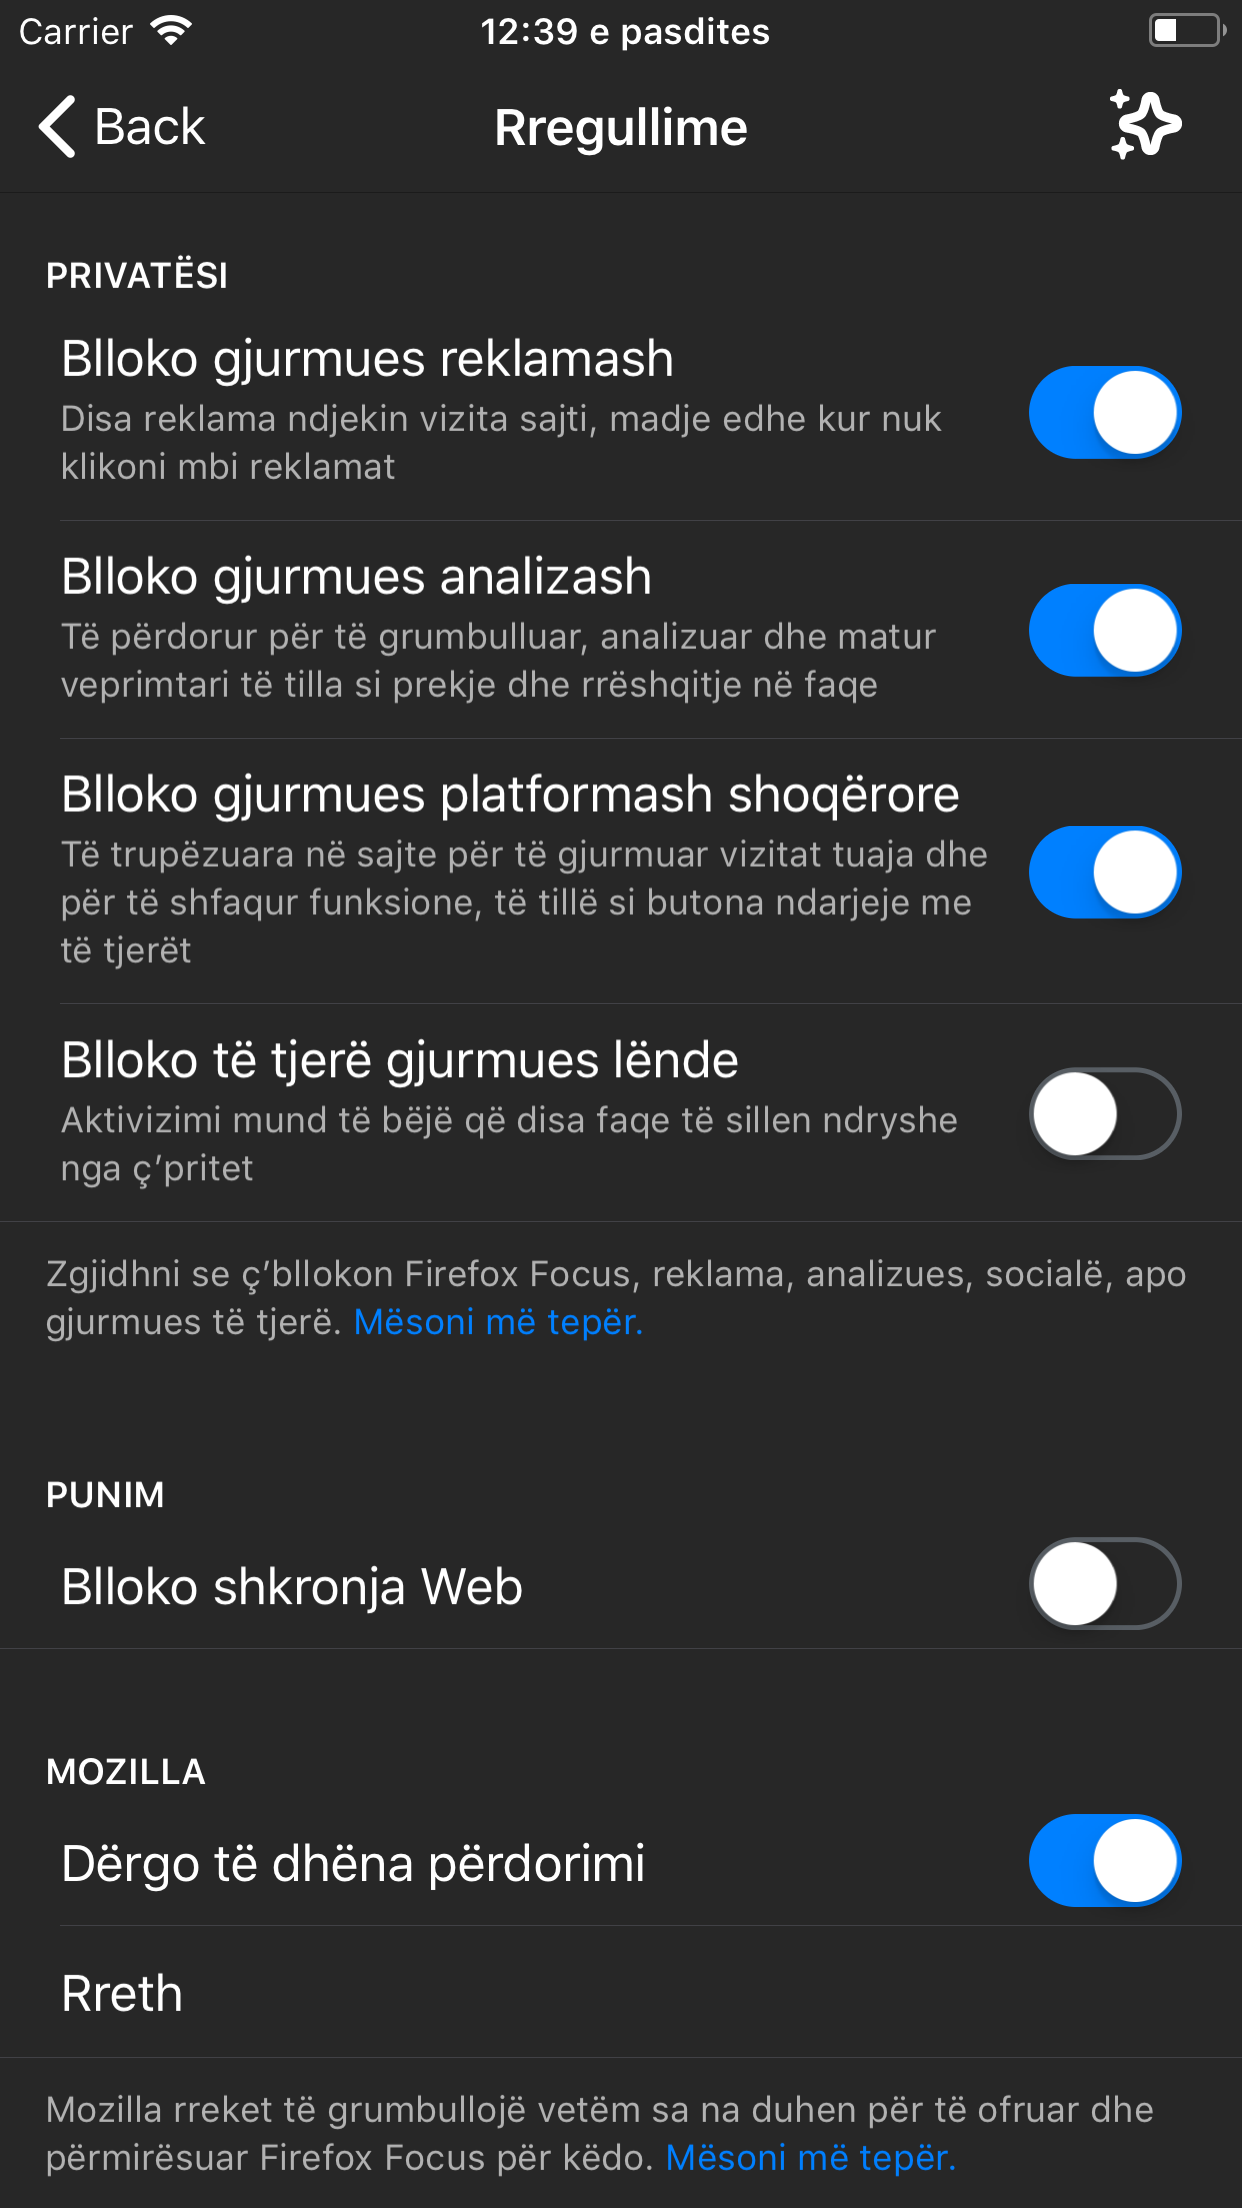 Carrier 12:39 e pasdites
Back Rregullime
PRIVATËSI
Blloko gjurmues reklamash
Disa reklama ndjekin vizita sajti, madje edhe kur nuk
klikoni mbi reklamat
Blloko gjurmues analizash
Të përdorur për të grumbulluar, analizuar dhe matur
veprimtari të tilla si prekje dhe rrëshqitje në faqe
Blloko gjurmues platformash shoqërore
Të trupëzuara në sajte për të gjurmuar vizitat tuaja dhe
për të shfaqur funksione, të tillë si butona ndarjeje me
të tjerët
Blloko të tjerë gjurmues lënde
Aktivizimi mund të bëjë që disa faqe të sillen ndryshe
nga ç’pritet
Zgjidhni se ç’bllokon Firefox Focus, reklama, analizues, socialë, apo
gjurmues të tjerë. Mësoni më tepër.
PUNIM
Blloko shkronja Web
MOZILLA
Dërgo të dhëna përdorimi
Rreth
Mozilla rreket të grumbullojë vetëm sa na duhen për të ofruar dhe
përmirësuar Firefox Focus për këdo. Mësoni më tepër.